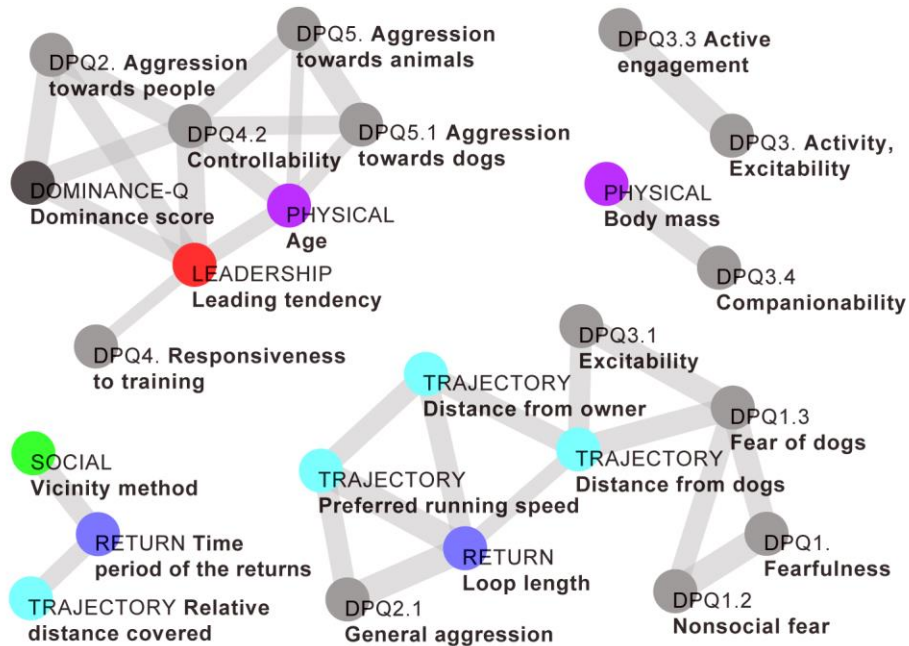 DPQ2. Aggression
towards people
DPQ5. Aggression
towards animals
DPQ4.2
Controllability
DPQ5.1 Aggression
towards dogs
DOMINANCE-Q
Dominance score
PHYSICAL
Age
LEADERSHIP
Leading tendency
DPQ4. Responsiveness
to training
DPQ3.3 Active
engagement
DPQ3. Activity,
Excitability
PHYSICAL
Body mass
DPQ3.4
Companionability
SOCIAL
Vicinity method
RETURN Time
period of the returns
TRAJECTORY Relative
distance covered
DPQ3.1
Excitability
TRAJECTORY
Distance from owner
DPQ1.3
Fear of dogs
TRAJECTORY
Distance from dogs
TRAJECTORY
Preferred running speed
RETURN
Loop length
DPQ1.
Fearfulness
DPQ2.1
General aggression
DPQ1.2
Nonsocial fear